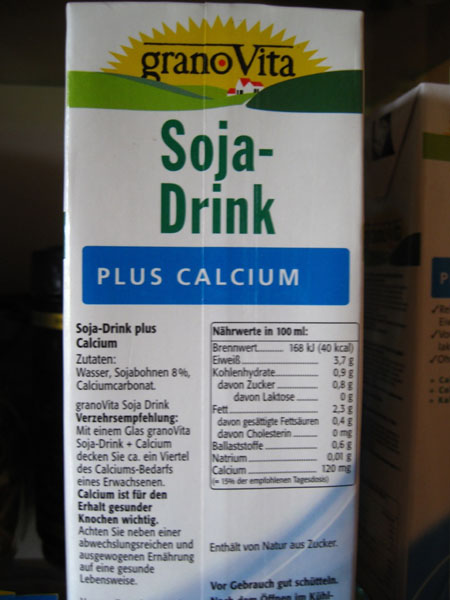 granoVita
Soja-
Drink
PLUS CALCIUM
Soja-Drink plus
Calcium
Zutaten:
Wasser, Sojabohnen 8%,
Calciumcarbonat.
granoVita Soja Drink
Verzehrsempfehlung:
Mit einem Glas granoVita
Soja-Drink + Calcium
decken Sie ca. ein Viertel
des Calciums-Bedarfs
eines Erwachsenen.
Calcium ist für den
Erhalt gesunder
Knochen wichtig.
Achten Sie neben einer
abwechslungsreichen und
ausgewogenen Ernährung
auf eine gesunde
Lebensweise.
Nährwerte in 100 ml:
Brennwert 168 kJ (40 kcal)
Eiweiß 3,7 g
Kohlenhydrate 0,9 g
davon Zucker 0,8 g
davon Laktose 0 g
Fett 2,3 g
davon gesättigte Fettsäuren 0,4 g
davon Cholesterin 0 mg
Ballaststoffe 0,6 g
Natrium 0,01 g
Calcium 120 mg
(= 15% der empfohlenen Tagesdosis)
Enthält von Natur aus Zucker.
Vor Gebrauch gut schütteln.
Nach dem Öffnen im Kühl-